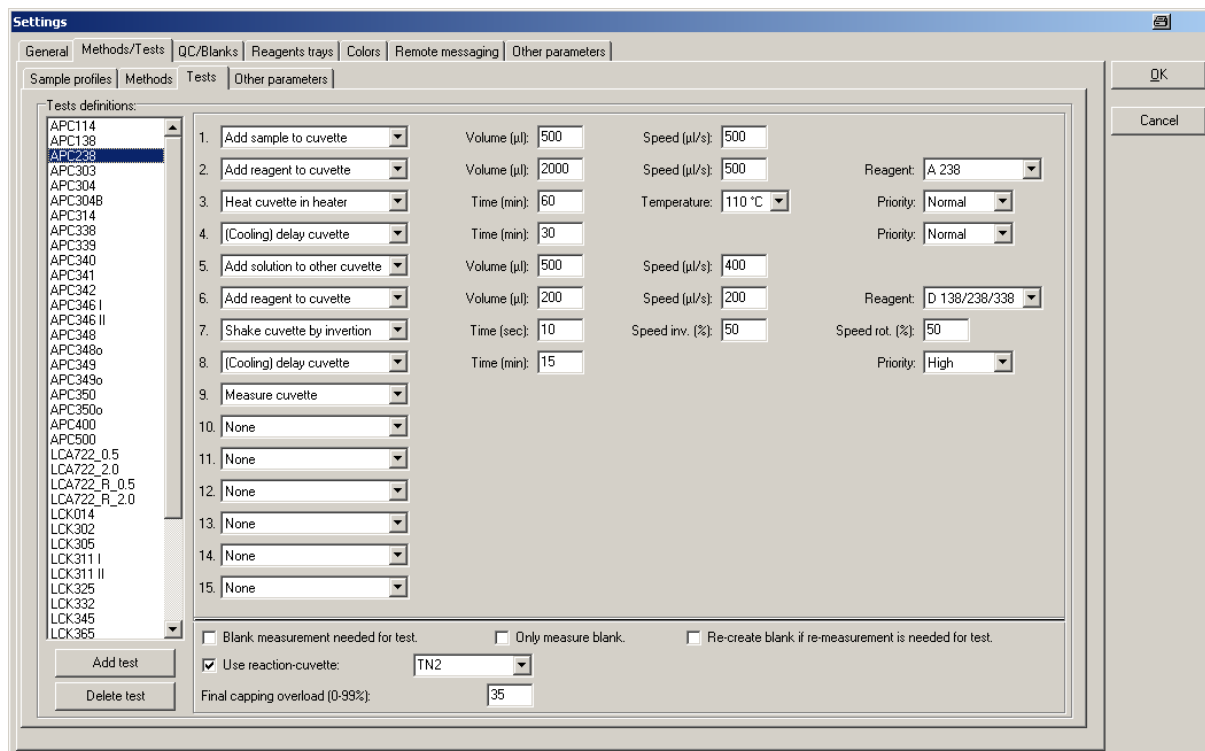 Settings
General Methods/Tests QC/Blanks Reagents trays Colors Remote messaging Other parameters
Sample profiles Methods Tests Other parameters
OK
Cancel
Tests definitions:
APC114
APC138
APC238
APC303
APC304
APC304B
APC314
APC338
APC339
APC340
APC341
APC342
APC346 I
APC346 II
APC348
APC348o
APC349
APC349o
APC350
APC350o
APC400
APC500
LCA722_0.5
LCA722_2.0
LCA722_R_0.5
LCA722_R_2.0
LCK014
LCK302
LCK305
LCK311 I
LCK311 II
LCK325
LCK332
LCK345
LCK365
Add test
Delete test
1. Add sample to cuvette Volume (µl): 500 Speed (µl/s): 500
2. Add reagent to cuvette Volume (µl): 2000 Speed (µl/s): 500 Reagent: A 238
3. Heat cuvette in heater Time (min): 60 Temperature: 110 °C Priority: Normal
4. (Cooling) delay cuvette Time (min): 30 Priority: Normal
5. Add solution to other cuvette Volume (µl): 500 Speed (µl/s): 400
6. Add reagent to cuvette Volume (µl): 200 Speed (µl/s): 200 Reagent: D 138/238/338
7. Shake cuvette by invertion Time (sec): 10 Speed inv. (%): 50 Speed rot. (%): 50
8. (Cooling) delay cuvette Time (min): 15 Priority: High
9. Measure cuvette
10. None
11. None
12. None
13. None
14. None
15. None
Blank measurement needed for test. Only measure blank. Re-create blank if re-measurement is needed for test.
Use reaction-cuvette: TN2
Final capping overload (0-99%): 35